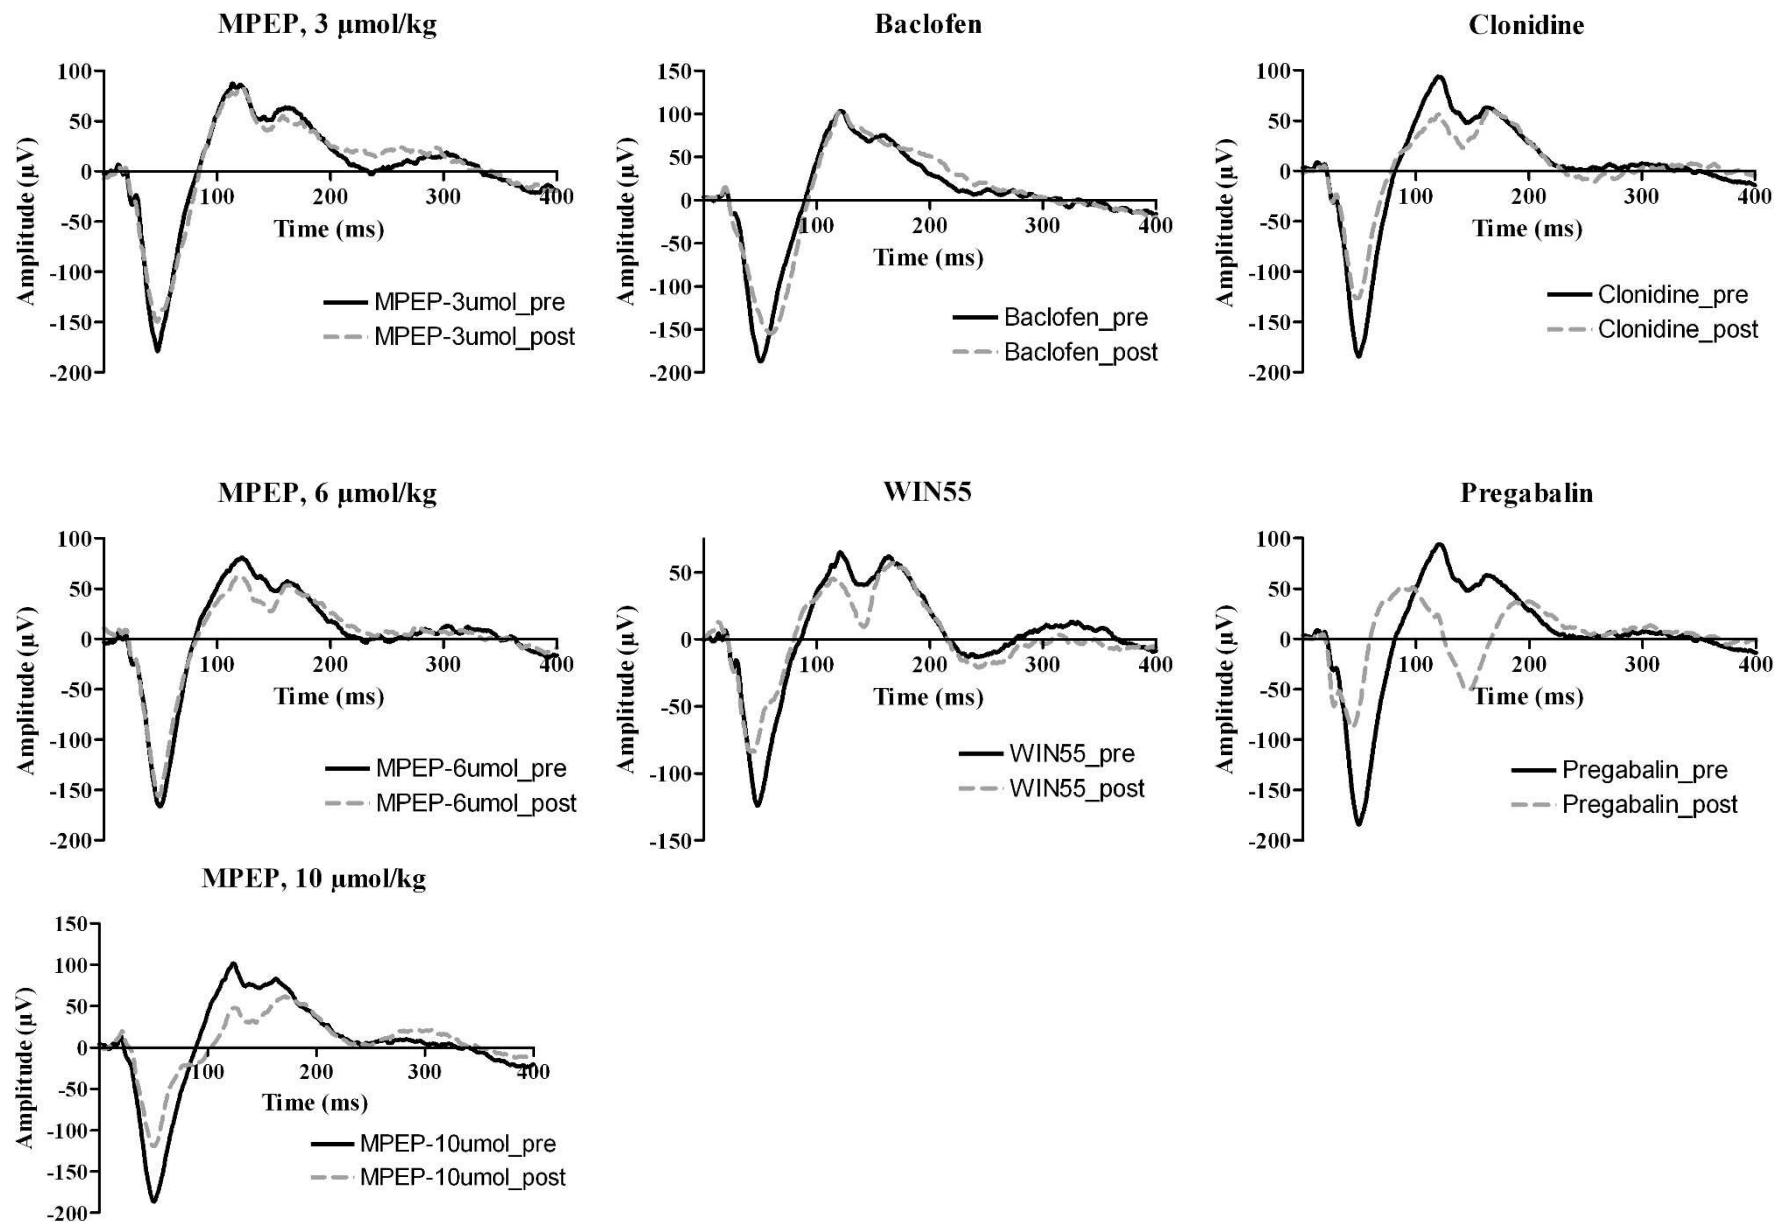 MPEP, 3 µmol/kg
100
50
0
-50
-100
-150
-200
Amplitude (µV)
100
200
300
400
Time (ms)
MPEP-3umol_pre
MPEP-3umol_post
Baclofen
150
100
50
0
-50
-100
-150
-200
Amplitude (µV)
100
200
300
400
Time (ms)
Baclofen_pre
Baclofen_post
Clonidine
100
50
0
-50
-100
-150
-200
Amplitude (µV)
100
200
300
400
Time (ms)
Clonidine_pre
Clonidine_post
MPEP, 6 µmol/kg
100
50
0
-50
-100
-150
-200
Amplitude (µV)
100
200
300
400
Time (ms)
MPEP-6umol_pre
MPEP-6umol_post
WIN55
50
0
-50
-100
-150
Amplitude (µV)
100
200
300
400
Time (ms)
WIN55_pre
WIN55_post
Pregabalin
100
50
0
-50
-100
-150
-200
Amplitude (µV)
100
200
300
400
Time (ms)
Pregabalin_pre
Pregabalin_post
MPEP, 10 µmol/kg
150
100
50
0
-50
-100
-150
-200
Amplitude (µV)
100
200
300
400
Time (ms)
MPEP-10umol_pre
MPEP-10umol_post